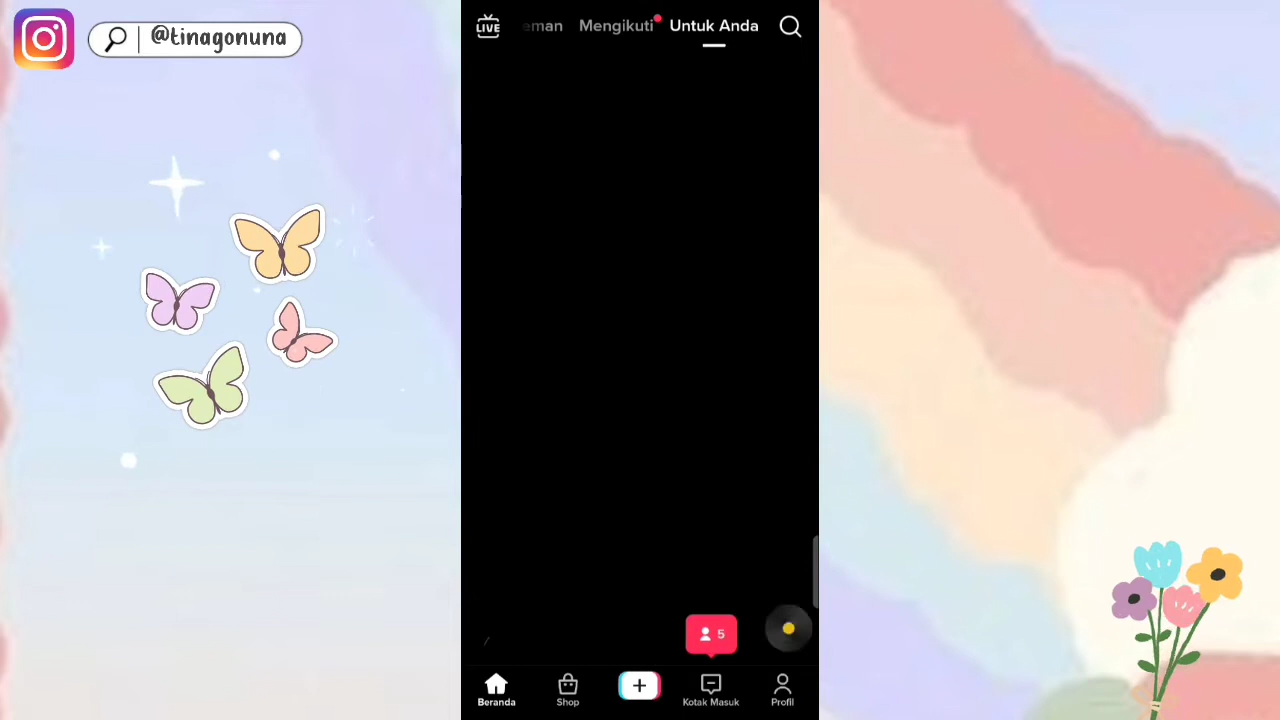 @tinagonuna
LIVE
eman Mengikuti Untuk Anda
5
Beranda Shop Kotak Masuk Profil